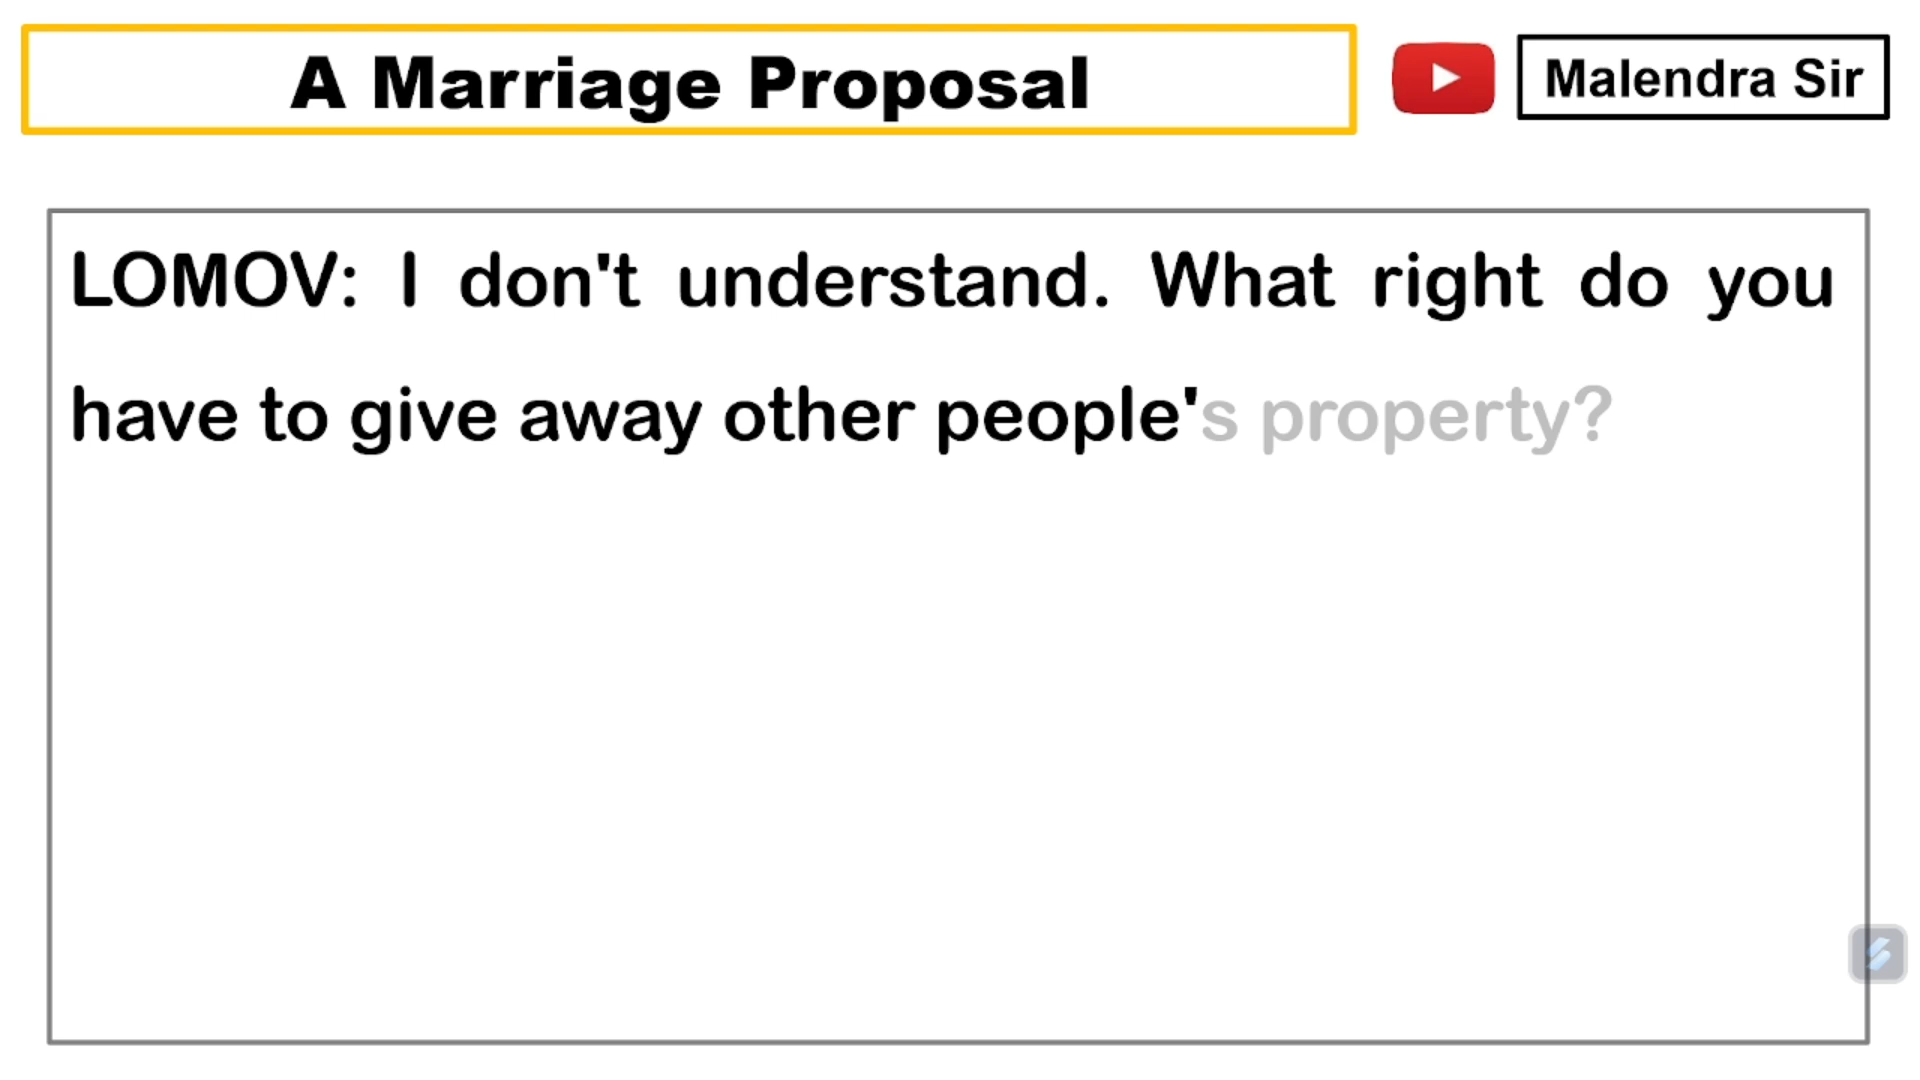 A Marriage Proposal
Malendra Sir
LOMOV: I don't understand. What right do you
have to give away other people's property?